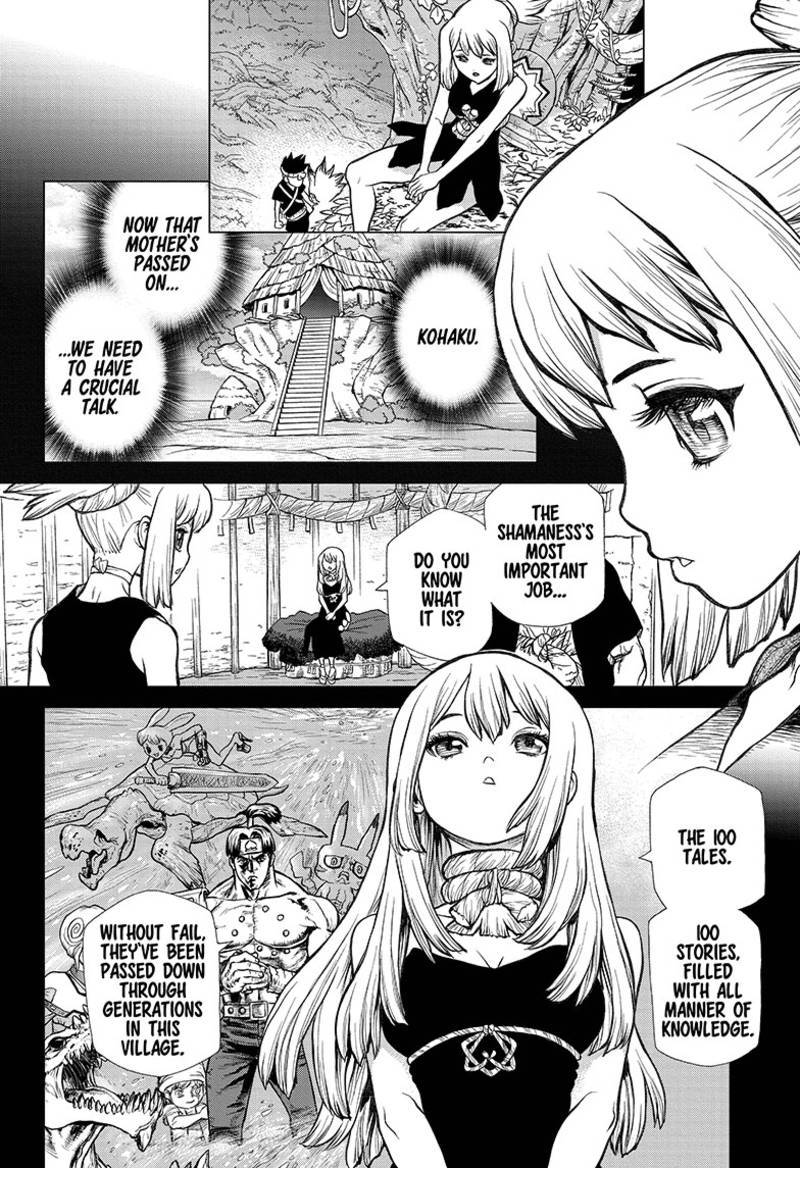 KOHAKU.
NOW THAT
MOTHER'S
PASSED
ON...
...WE NEED
TO HAVE
A CRUCIAL
TALK.
THE
SHAMANESS'S
MOST
IMPORTANT
JOB...
DO YOU
KNOW
WHAT
IT IS?
THE 100
TALES.
100
STORIES,
FILLED
WITH ALL
MANNER OF
KNOWLEDGE.
WITHOUT FAIL,
THEY'VE BEEN
PASSED DOWN
THROUGH
GENERATIONS
IN THIS
VILLAGE.